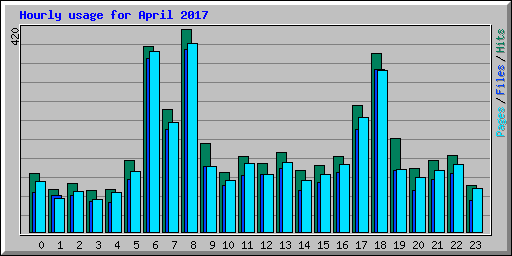 Hourly usage for April 2017
420
Pages/Files/Hits
0 1 2 3 4 5 6 7 8 9 10 11 12 13 14 15 16 17 18 19 20 21 22 23